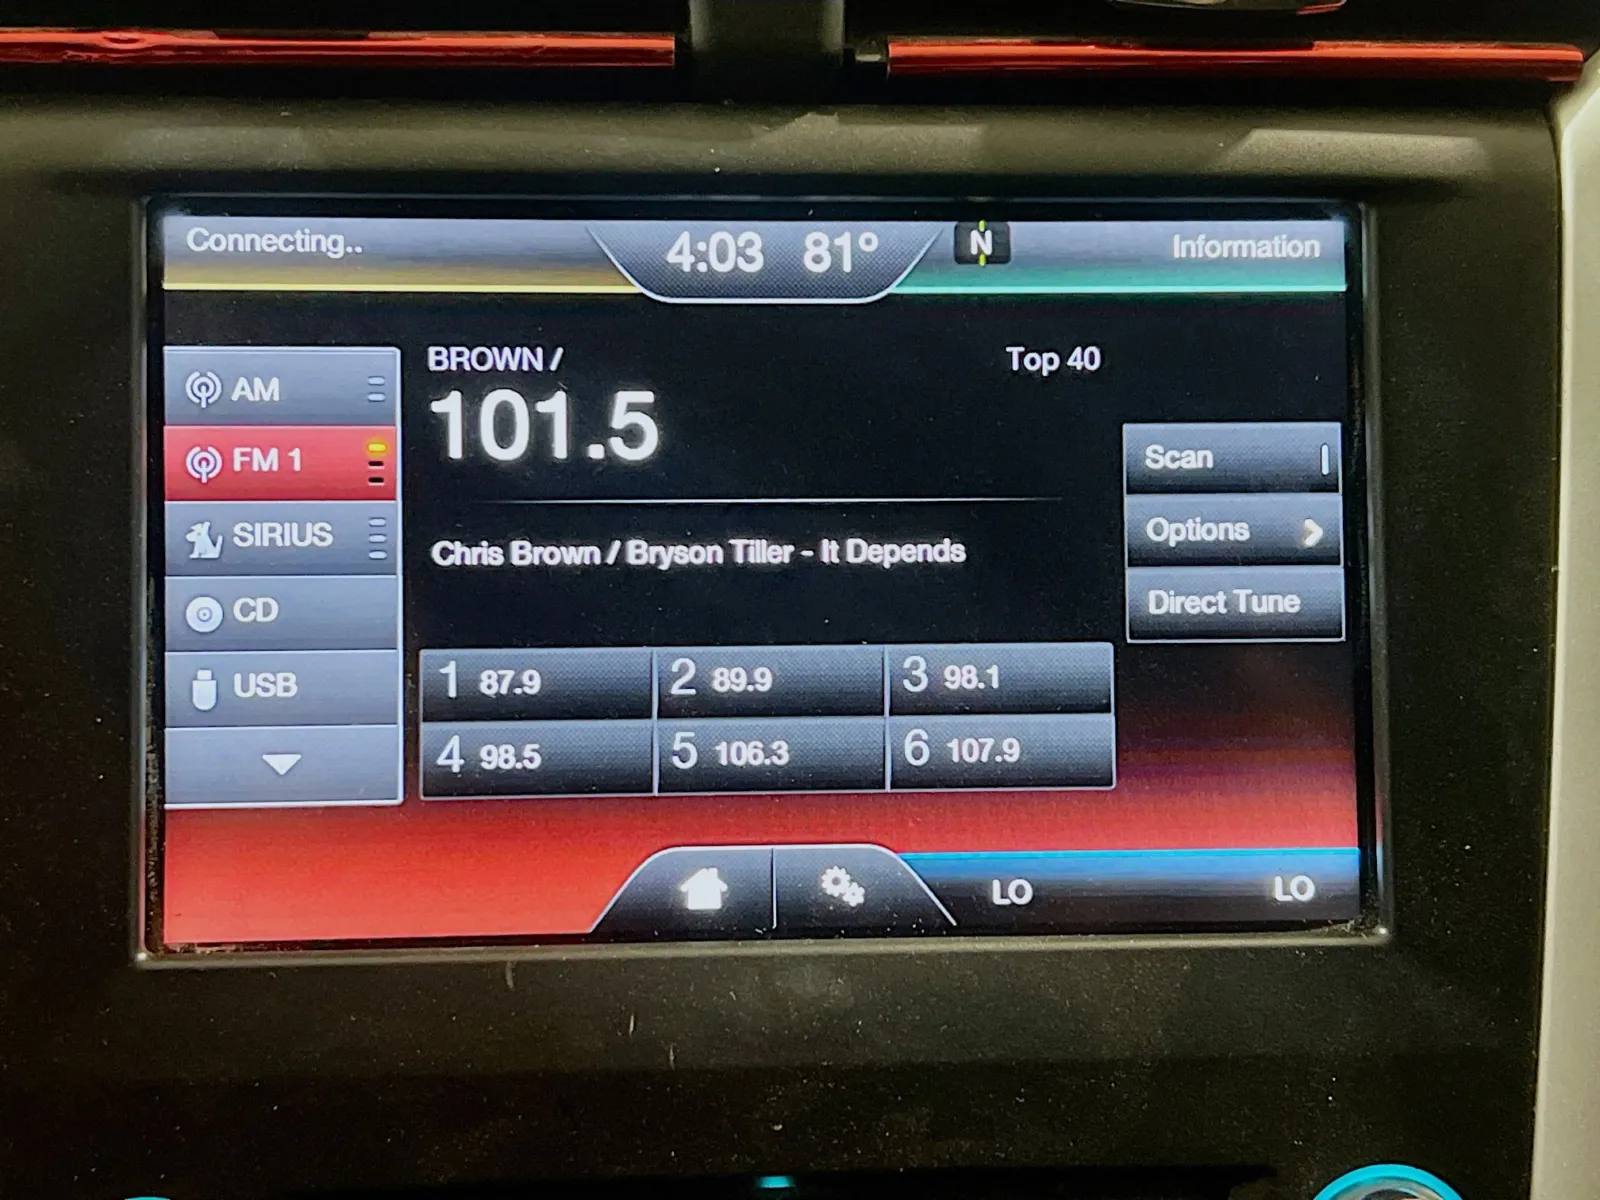 Connecting..
4:03 81°
N
Information
AM
FM 1
SIRIUS
CD
USB
BROWN /
Top 40
101.5
Chris Brown / Bryson Tiller - It Depends
Scan
Options
Direct Tune
1 87.9
2 89.9
3 98.1
4 98.5
5 106.3
6 107.9
LO
LO